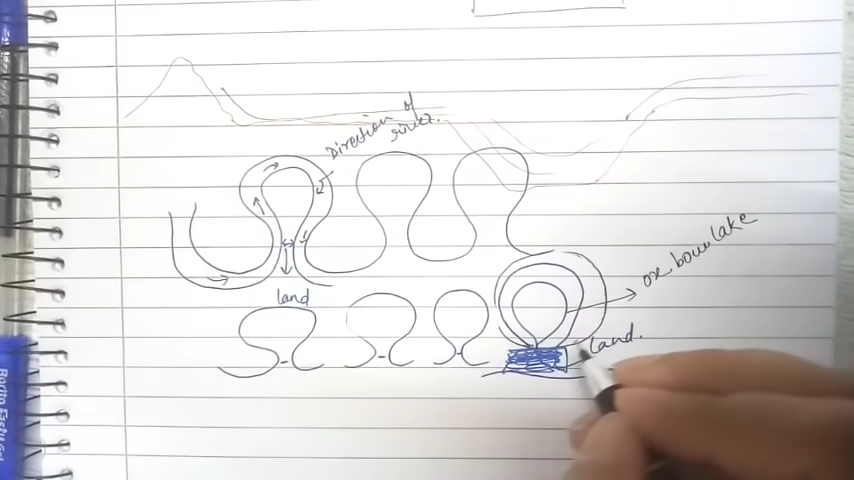 Direction of
river.
land
ox bow lake
land.